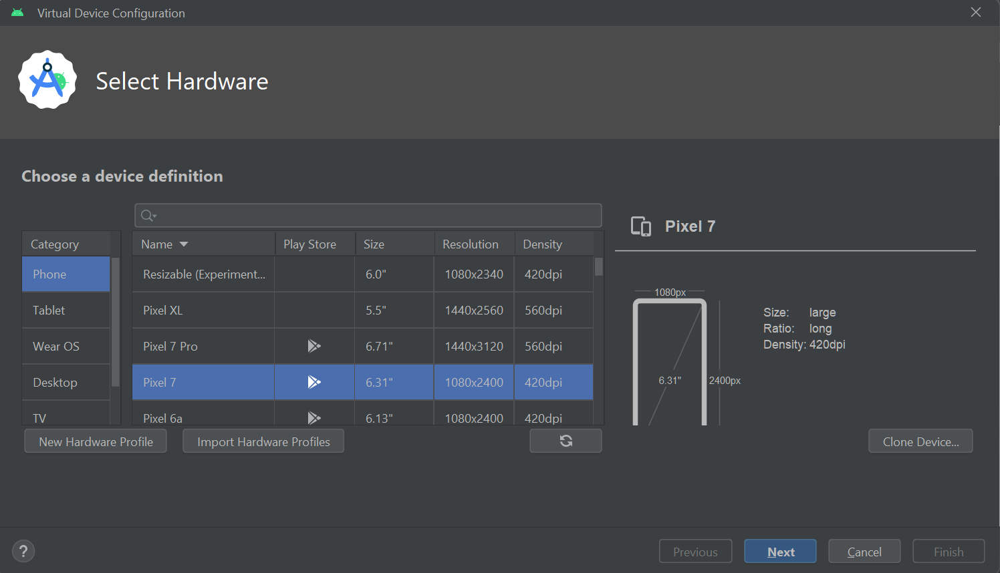 Virtual Device Configuration
Select Hardware
Choose a device definition
Category
Phone
Tablet
Wear OS
Desktop
TV
Name Play Store Size Resolution Density
Resizable (Experiment... 6.0" 1080x2340 420dpi
Pixel XL 5.5" 1440x2560 560dpi
Pixel 7 Pro 6.71" 1440x3120 560dpi
Pixel 7 6.31" 1080x2400 420dpi
Pixel 6a 6.13" 1080x2400 420dpi
New Hardware Profile Import Hardware Profiles
Pixel 7
1080px
6.31"
2400px
Size: large
Ratio: long
Density: 420dpi
Clone Device...
? Previous Next Cancel Finish